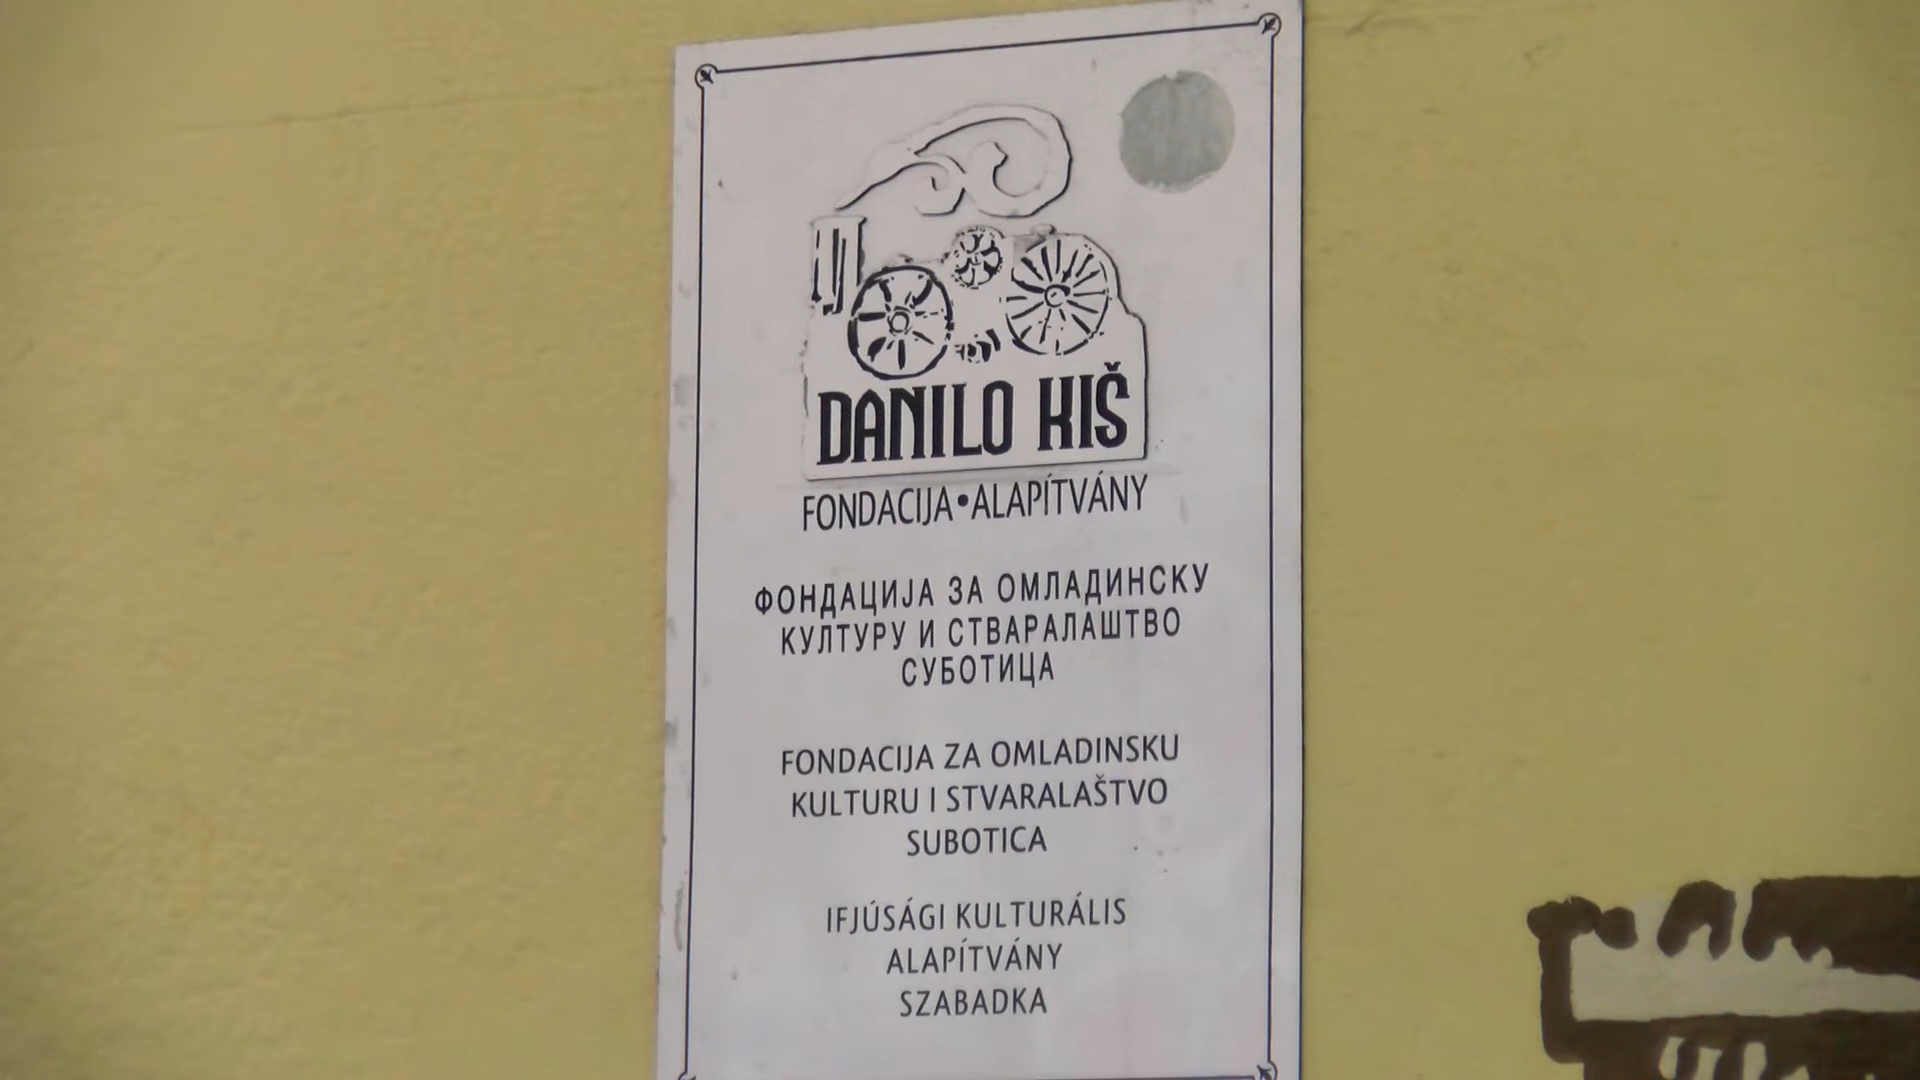 DANILO KIŠ
FONDACIJA•ALAPÍTVÁNY
ФОНДАЦИЈА ЗА ОМЛАДИНСКУ
КУЛТУРУ И СТВАРАЛАШТВО
СУБОТИЦА
FONDACIJA ZA OMLADINSKU
KULTURU I STVARALAŠTVO
SUBOTICA
IFJÚSÁGI KULTURÁLIS
ALAPÍTVÁNY
SZABADKA